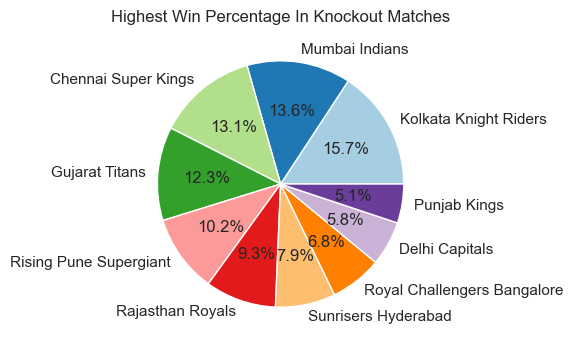 Highest Win Percentage In Knockout Matches
Mumbai Indians
Chennai Super Kings
13.6%
Kolkata Knight Riders
13.1%
15.7%
Gujarat Titans
12.3%
5.1%
Punjab Kings
10.2%
5.8%
6.8%
Delhi Capitals
Rising Pune Supergiant
9.3%
7.9%
Royal Challengers Bangalore
Rajasthan Royals
Sunrisers Hyderabad